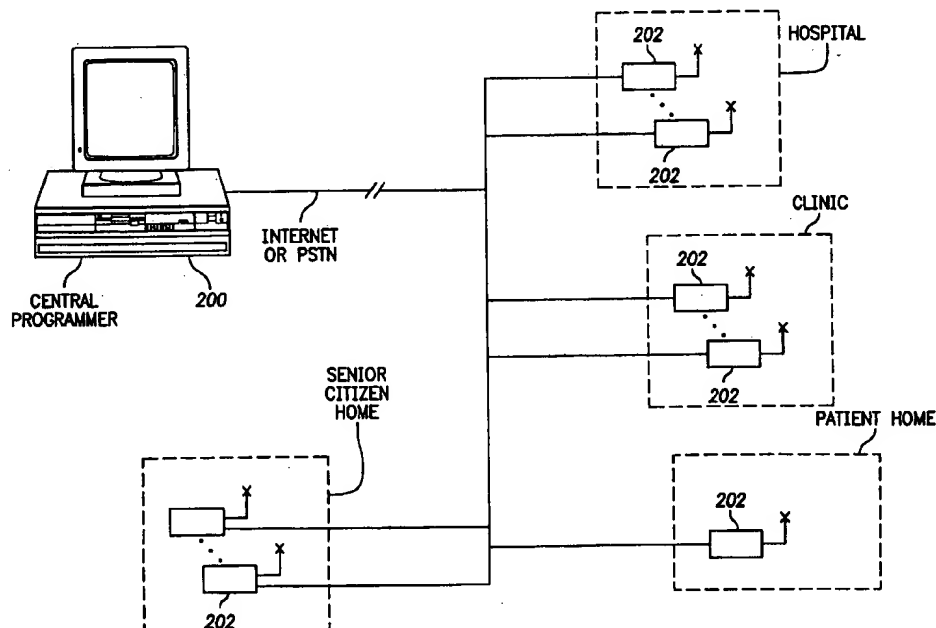 202
HOSPITAL
202
INTERNET
OR PSTN
CENTRAL
PROGRAMMER
200
CLINIC
202
202
SENIOR
CITIZEN
HOME
PATIENT HOME
202
202